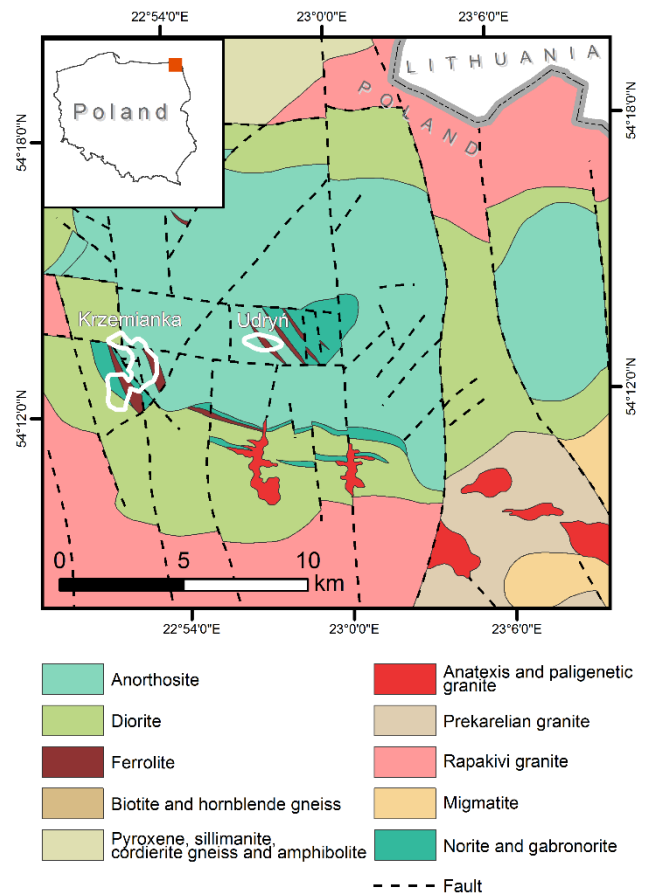 22°54'0"E
23°0'0"E
23°6'0"E
LITHUANIA
POLAND
Poland
54°18'0"N
54°18'0"N
Krzemianka
Udryń
54°12'0"N
54°12'0"N
0
5
10
km
22°54'0"E
23°0'0"E
23°6'0"E
Anorthosite
Diorite
Ferrolite
Biotite and hornblende gneiss
Pyroxene, sillimanite,
cordierite gneiss and amphibolite
Anatexis and paligenetic
granite
Prekarelian granite
Rapakivi granite
Migmatite
Norite and gabronorite
Fault